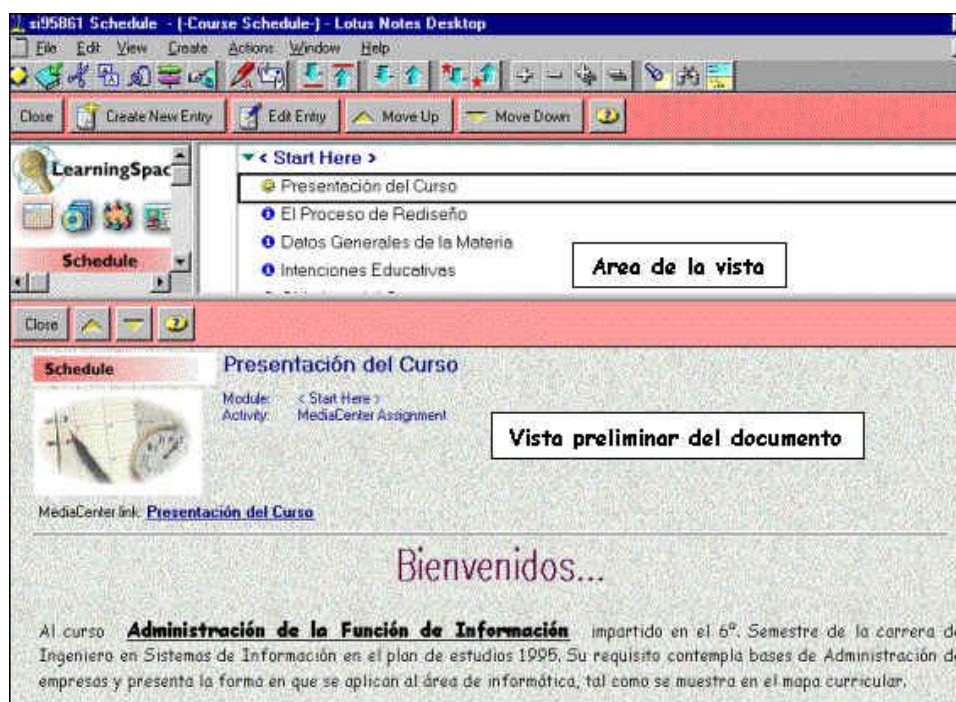 si95861 Schedule - (-Course Schedule-) - Lotus Notes Desktop
File Edit View Create Actions Window Help
Close Create New Entry Edit Entry Move Up Move Down
LearningSpac
Schedule
< Start Here >
Presentación del Curso
El Proceso de Rediseño
Datos Generales de la Materia
Intenciones Educativas
Area de la vista
Close
Schedule
Presentación del Curso
Module: < Start Here >
Activity: MediaCenter Assignment
Vista preliminar del documento
MediaCenter link: Presentación del Curso
Bienvenidos...
Al curso Administración de la Función de Información impartido en el 6º. Semestre de la carrera d
Ingeniero en Sistemas de Información en el plan de estudios 1995. Su requisito contempla bases de Administración d
empresas y presenta la forma en que se aplican al área de informática, tal como se muestra en el mapa curricular.